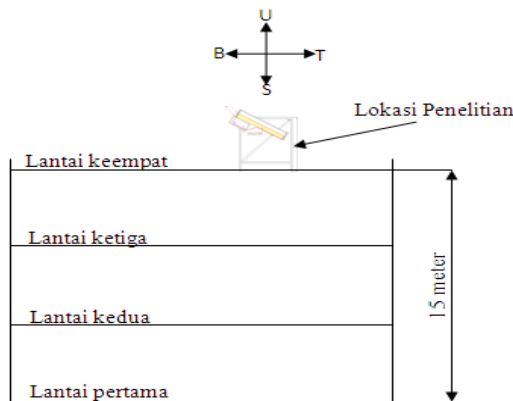 U
B T
S
Lokasi Penelitian
Lantai keempat
Lantai ketiga
15 meter
Lantai kedua
Lantai pertama